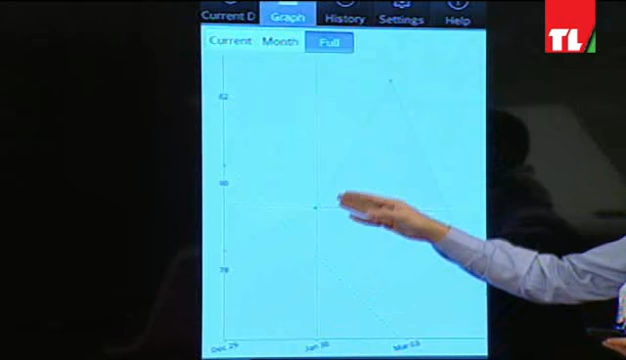 Current D Graph History Settings Help
TL
Current Month Full
82
80
78
Dec 29 Jan 30 Mar 03